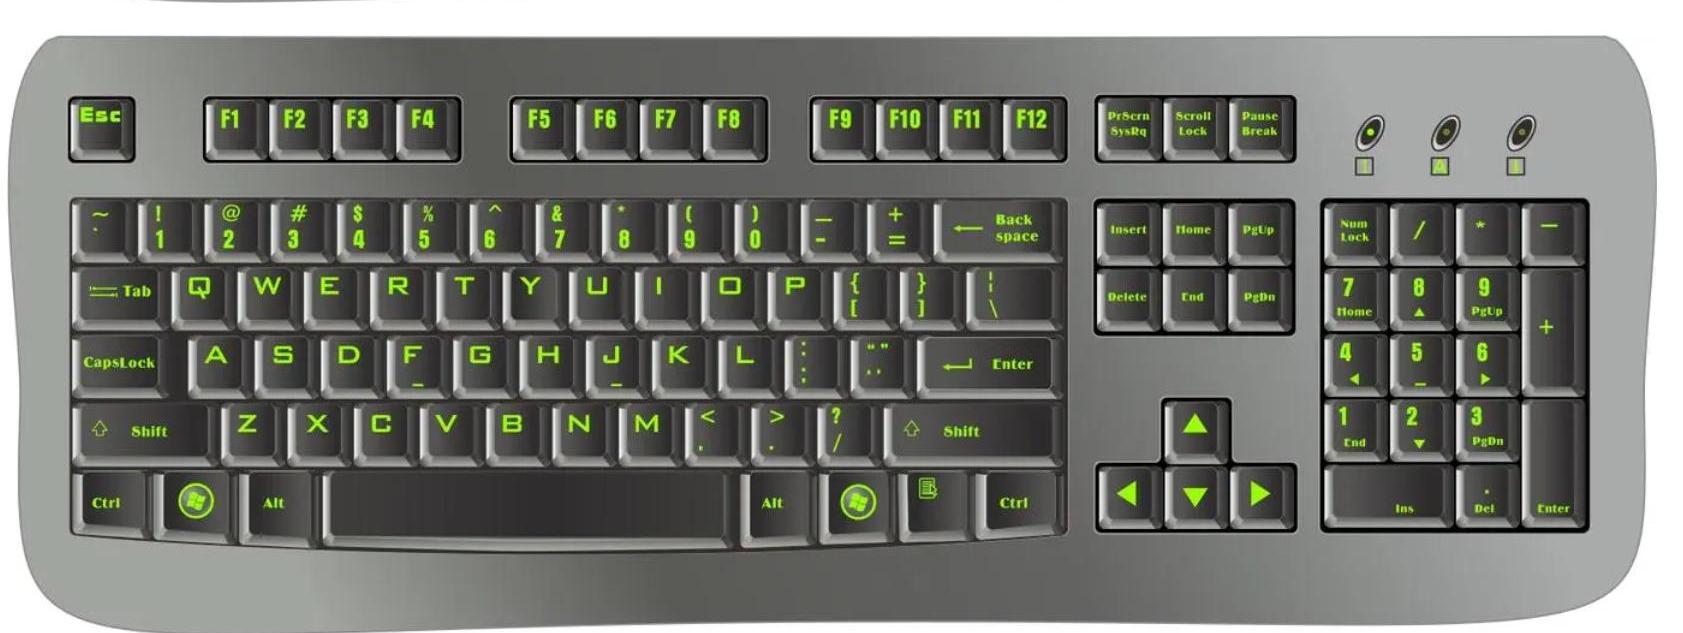 Esc F1 F2 F3 F4 F5 F6 F7 F8 F9 F10 F11 F12 PrScrn Scroll Pause
SysRq Lock Break
~ ! @ # $ % ^ & * ( ) — + Back
` 1 2 3 4 5 6 7 8 9 0 - = ← space
Insert Home PgUp Num / * −
Lock
Tab Q W E R T Y U I O P { } ¦
[ ] \
Delete End PgDn 7 8 9 +
Home ▲ PgUp
CapsLock A S D F G H J K L : " Enter
; '
4 5 6
◄ _ ►
Shift Z X C V B N M < > ? Shift
, . /
▲ 1 2 3
End ▼ PgDn
Ctrl Alt Alt Ctrl ◄ ▼ ► Ins . Enter
Del